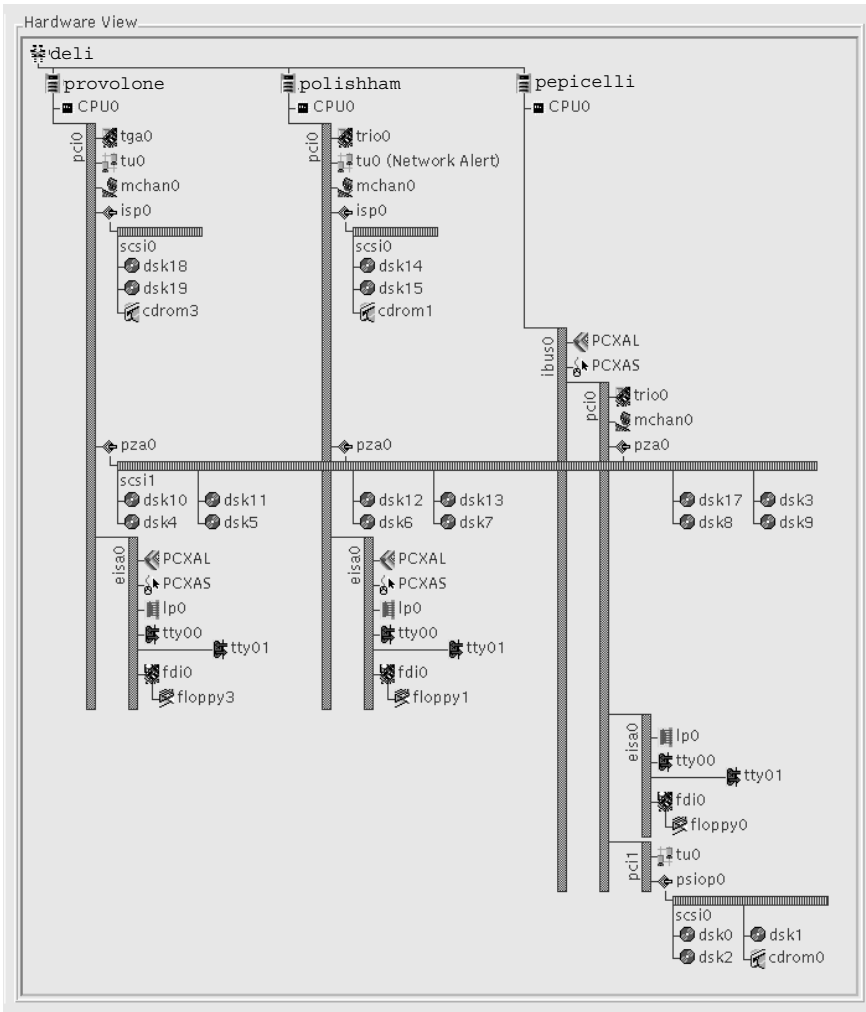 Hardware View
deli
provolone polishham pepicelli
CPU0 CPU0 CPU0
pci0 tga0 pci0 trio0
tu0 tu0 (Network Alert)
mchan0 mchan0
isp0 isp0
scsi0 scsi0
dsk18 dsk14
dsk19 dsk15
cdrom3 cdrom1
ibus0 PCXAL
PCXAS
pci0 trio0
mchan0
pza0 pza0 pza0
scsi1
dsk10 dsk11 dsk12 dsk13 dsk17 dsk3
dsk4 dsk5 dsk6 dsk7 dsk8 dsk9
eisa0 PCXAL eisa0 PCXAL
PCXAS PCXAS
lp0 lp0
tty00 tty00
tty01 tty01
fdi0 fdi0
floppy3 floppy1
eisa0 lp0
tty00
tty01
fdi0
floppy0
pci1 tu0
psiop0
scsi0
dsk0 dsk1
dsk2 cdrom0